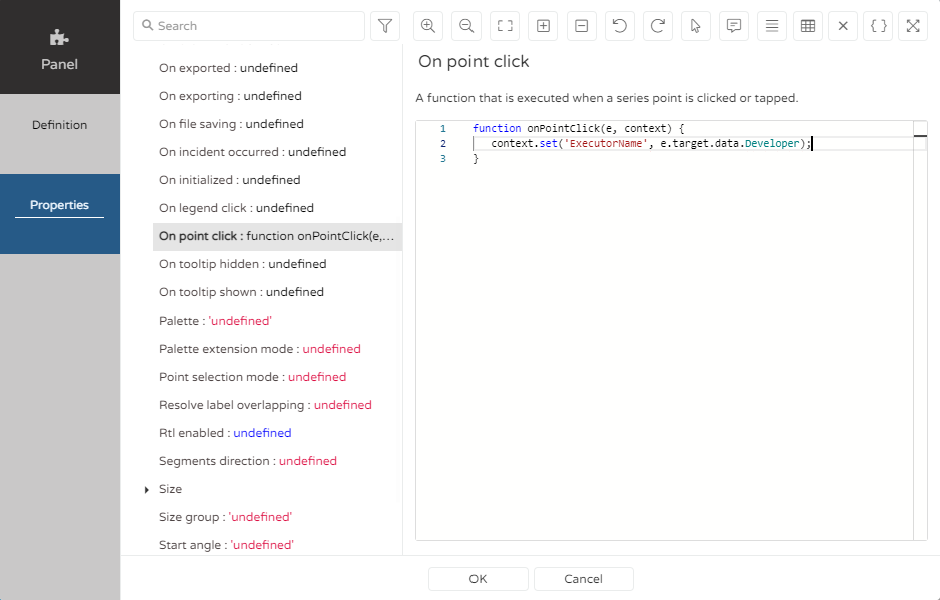 Panel
Definition
Properties
Search
On exported : undefined
On exporting : undefined
On file saving : undefined
On incident occurred : undefined
On initialized : undefined
On legend click : undefined
On point click : function onPointClick(e,...
On tooltip hidden : undefined
On tooltip shown : undefined
Palette : 'undefined'
Palette extension mode : undefined
Point selection mode : undefined
Resolve label overlapping : undefined
Rtl enabled : undefined
Segments direction : undefined
Size
Size group : 'undefined'
Start angle : 'undefined'
On point click
A function that is executed when a series point is clicked or tapped.
1 function onPointClick(e, context) {
2 context.set('ExecutorName', e.target.data.Developer);
3 }
OK
Cancel